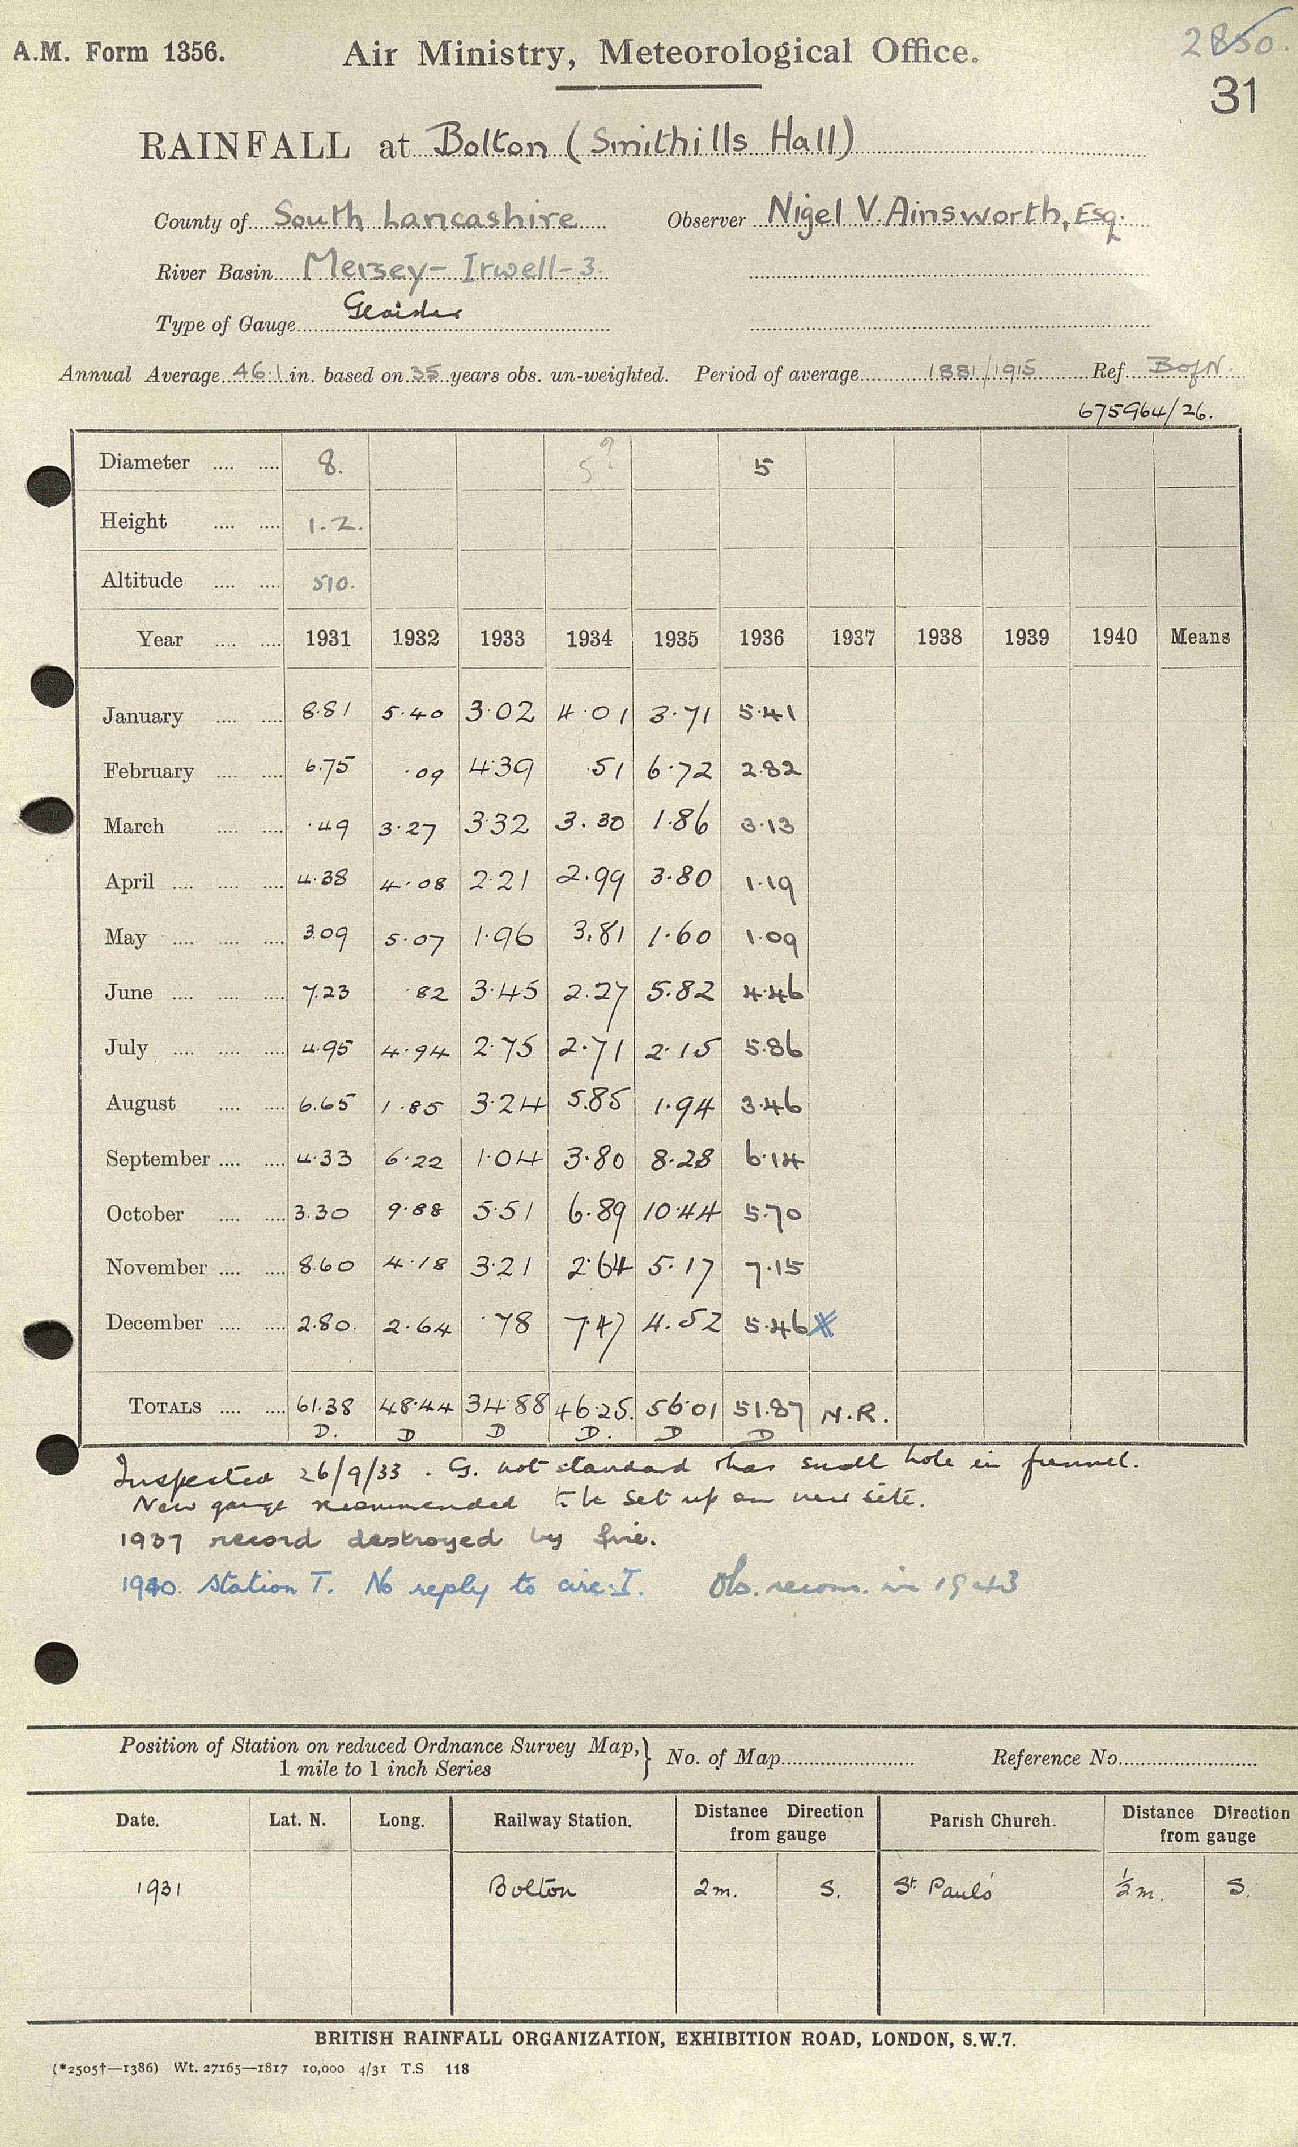 A.M. Form 1356. Air Ministry, Meteorological Office. 2850.
31
RAINFALL at Bolton (Smithills Hall)
County of South Lancashire Observer Nigel V. Ainsworth, Esq.
River Basin Mersey - Irwell - 3
Type of Gauge Glaisher
Annual Average 46.1 in. based on 35 years obs. un-weighted. Period of average 1881/1915 Ref B of N.
675964/26.
Diameter 8. 5? 5
Height 1.2.
Altitude 510.
Year 1931 1932 1933 1934 1935 1936 1937 1938 1939 1940 Means
January 8.81 5.40 3.02 4.01 3.71 5.41
February 6.75 .09 4.39 .51 6.72 2.82
March .49 3.27 3.32 3.30 1.86 3.13
April 4.38 4.08 2.21 2.99 3.80 1.19
May 3.09 5.07 1.96 3.81 1.60 1.09
June 7.23 .82 3.45 2.27 5.82 4.46
July 4.95 4.94 2.75 2.71 2.15 5.86
August 6.65 1.85 3.24 5.85 1.94 3.46
September 4.33 6.22 1.04 3.80 8.28 6.14
October 3.30 9.88 5.51 6.89 10.44 5.70
November 8.60 4.18 3.21 2.64 5.17 7.15
December 2.80 2.64 .78 7.47 4.52 5.46 X
TOTALS 61.38 48.44 34.88 46.25. 56.01 51.87 N.R.
D. D D D. D D
Inspected 26/9/33. G. not standard & has small hole in funnel.
New gauge recommended to be set up on new site.
1937 record destroyed by fire.
1940. Station T. No reply to circ: I. Obs. recom. in 1943
Position of Station on reduced Ordnance Survey Map, } No. of Map Reference No.
1 mile to 1 inch Series
Date. Lat. N. Long. Railway Station. Distance Direction from gauge Parish Church. Distance Direction from gauge
1931 Bolton 2m. S. St. Paul's ½m. S.
BRITISH RAINFALL ORGANIZATION, EXHIBITION ROAD, LONDON, S.W.7.
(*2505†—1386) Wt. 27165—1817 10,000 4/31 T.S 118